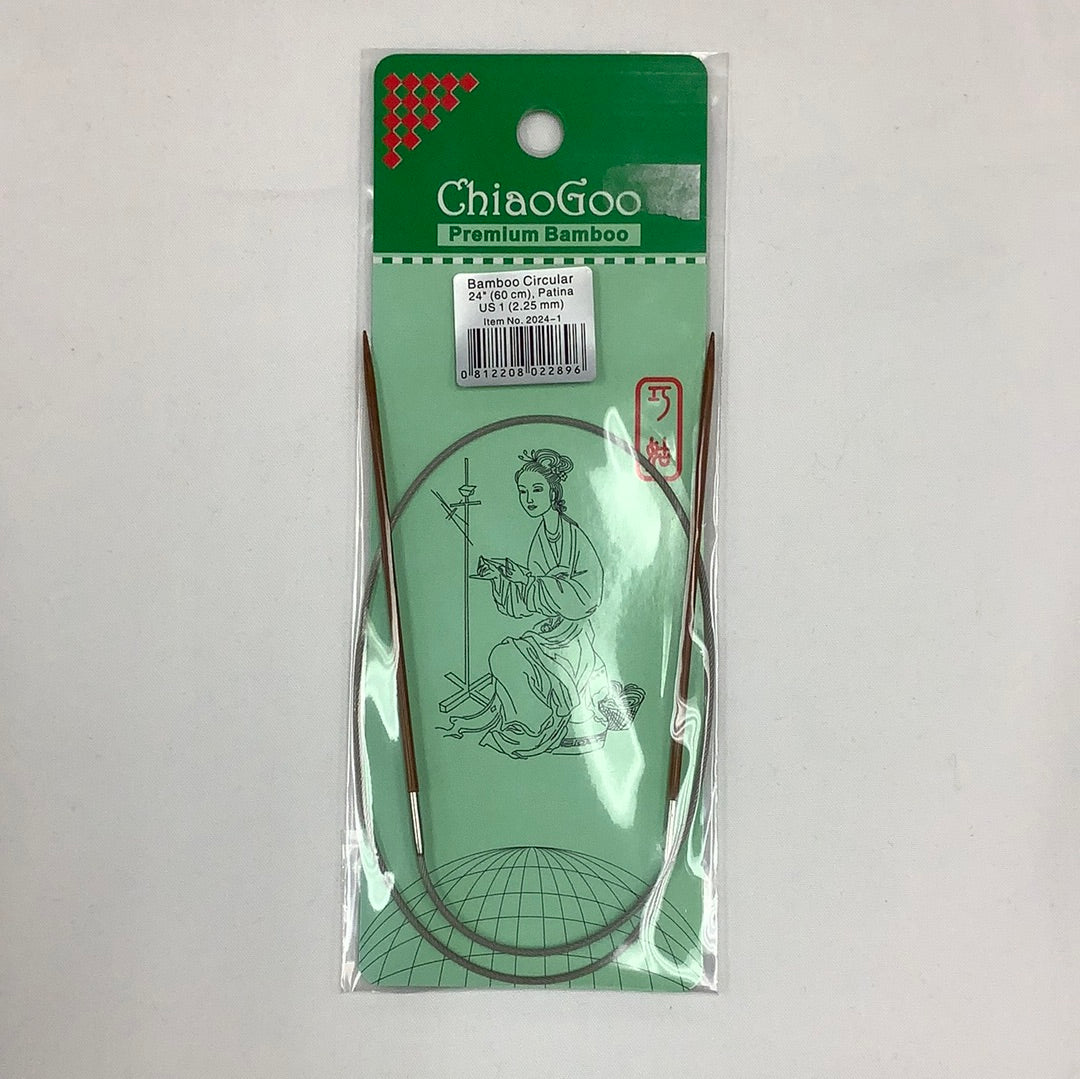 ChiaoGoo
Premium Bamboo
Bamboo Circular
24" (60 cm), Patina
US 1 (2.25 mm)
Item No. 2024-1
0 812208 022896
巧